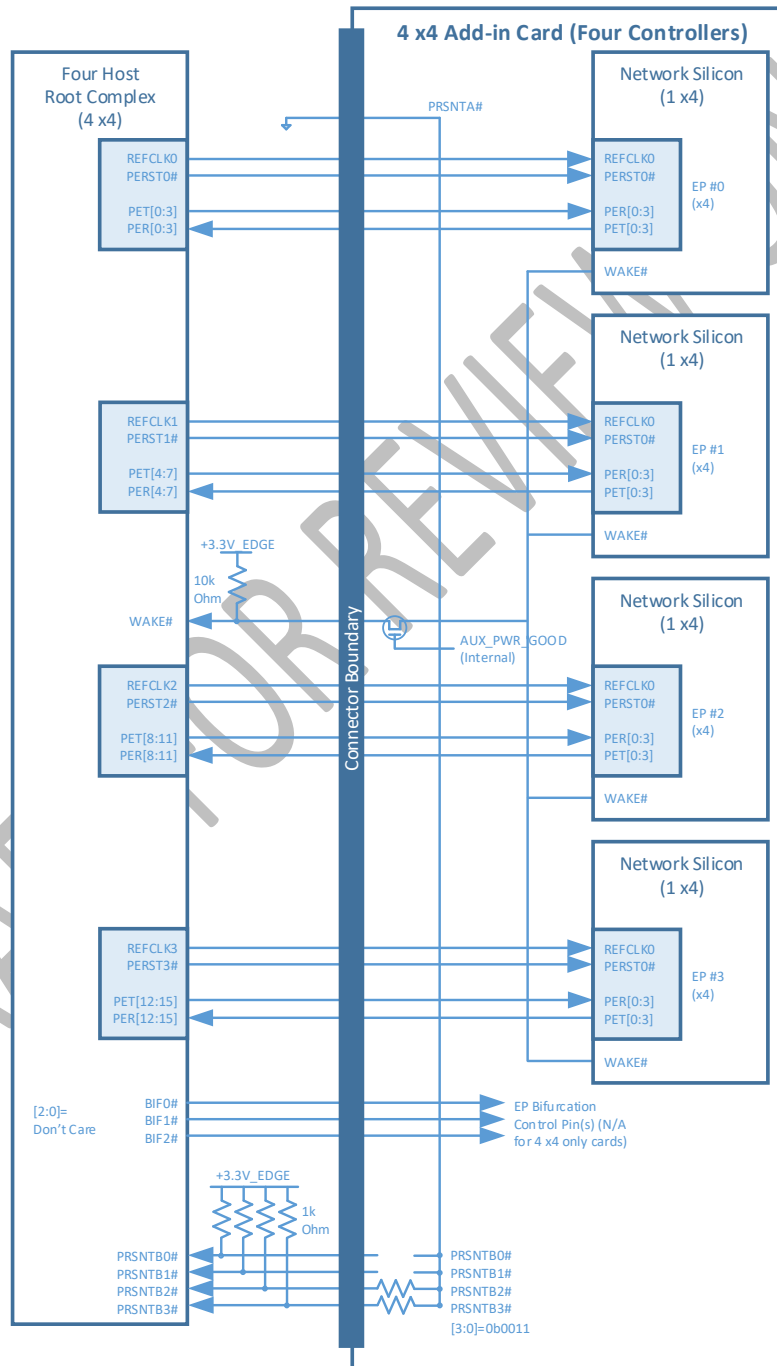 4 x4 Add-in Card (Four Controllers)
Four Host
Root Complex
(4 x4)
Network Silicon
(1 x4)
PRSNTA#
REFCLK0
PERST0#
PET[0:3]
PER[0:3]
REFCLK0
PERST0#
PER[0:3]
PET[0:3]
EP #0
(x4)
WAKE#
Network Silicon
(1 x4)
REFCLK1
PERST1#
PET[4:7]
PER[4:7]
REFCLK0
PERST0#
PER[0:3]
PET[0:3]
EP #1
(x4)
WAKE#
+3.3V_EDGE
10k
Ohm
WAKE#
Connector Boundary
AUX_PWR_GOOD
(Internal)
Network Silicon
(1 x4)
REFCLK2
PERST2#
PET[8:11]
PER[8:11]
REFCLK0
PERST0#
PER[0:3]
PET[0:3]
EP #2
(x4)
WAKE#
Network Silicon
(1 x4)
REFCLK3
PERST3#
PET[12:15]
PER[12:15]
REFCLK0
PERST0#
PER[0:3]
PET[0:3]
EP #3
(x4)
WAKE#
[2:0]=
Don't Care
BIF0#
BIF1#
BIF2#
EP Bifurcation
Control Pin(s) (N/A
for 4 x4 only cards)
+3.3V_EDGE
1k
Ohm
PRSNTB0#
PRSNTB1#
PRSNTB2#
PRSNTB3#
PRSNTB0#
PRSNTB1#
PRSNTB2#
PRSNTB3#
[3:0]=0b0011
FOR REVIEW